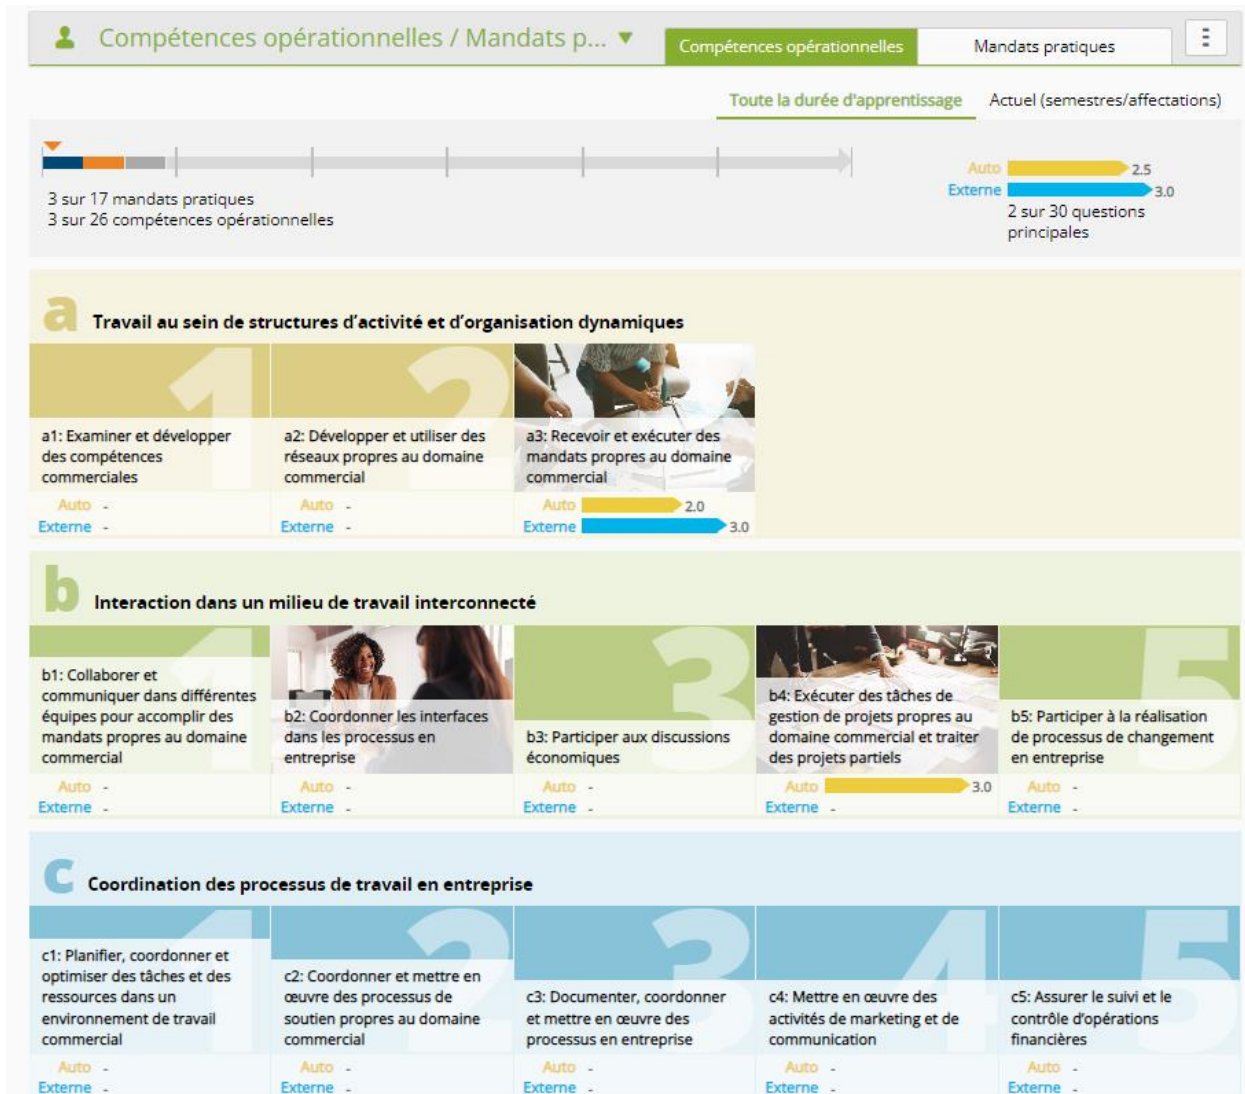 Compétences opérationnelles / Mandats p...
Compétences opérationnelles
Mandats pratiques
Toute la durée d'apprentissage
Actuel (semestres/affectations)
3 sur 17 mandats pratiques
3 sur 26 compétences opérationnelles
Auto 2.5
Externe 3.0
2 sur 30 questions
principales
a Travail au sein de structures d'activité et d'organisation dynamiques
1
a1: Examiner et développer
des compétences
commerciales
Auto -
Externe -
2
a2: Développer et utiliser des
réseaux propres au domaine
commercial
Auto -
Externe -
a3: Recevoir et exécuter des
mandats propres au domaine
commercial
Auto 2.0
Externe 3.0
b Interaction dans un milieu de travail interconnecté
1
b1: Collaborer et
communiquer dans différentes
équipes pour accomplir des
mandats propres au domaine
commercial
Auto -
Externe -
b2: Coordonner les interfaces
dans les processus en
entreprise
Auto -
Externe -
3
b3: Participer aux discussions
économiques
Auto -
Externe -
b4: Exécuter des tâches de
gestion de projets propres au
domaine commercial et traiter
des projets partiels
Auto 3.0
Externe -
5
b5: Participer à la réalisation
de processus de changement
en entreprise
Auto -
Externe -
c Coordination des processus de travail en entreprise
1
c1: Planifier, coordonner et
optimiser des tâches et des
ressources dans un
environnement de travail
commercial
Auto -
Externe -
2
c2: Coordonner et mettre en
œuvre des processus de
soutien propres au domaine
commercial
Auto -
Externe -
3
c3: Documenter, coordonner
et mettre en œuvre des
processus en entreprise
Auto -
Externe -
4
c4: Mettre en œuvre des
activités de marketing et de
communication
Auto -
Externe -
5
c5: Assurer le suivi et le
contrôle d'opérations
financières
Auto -
Externe -